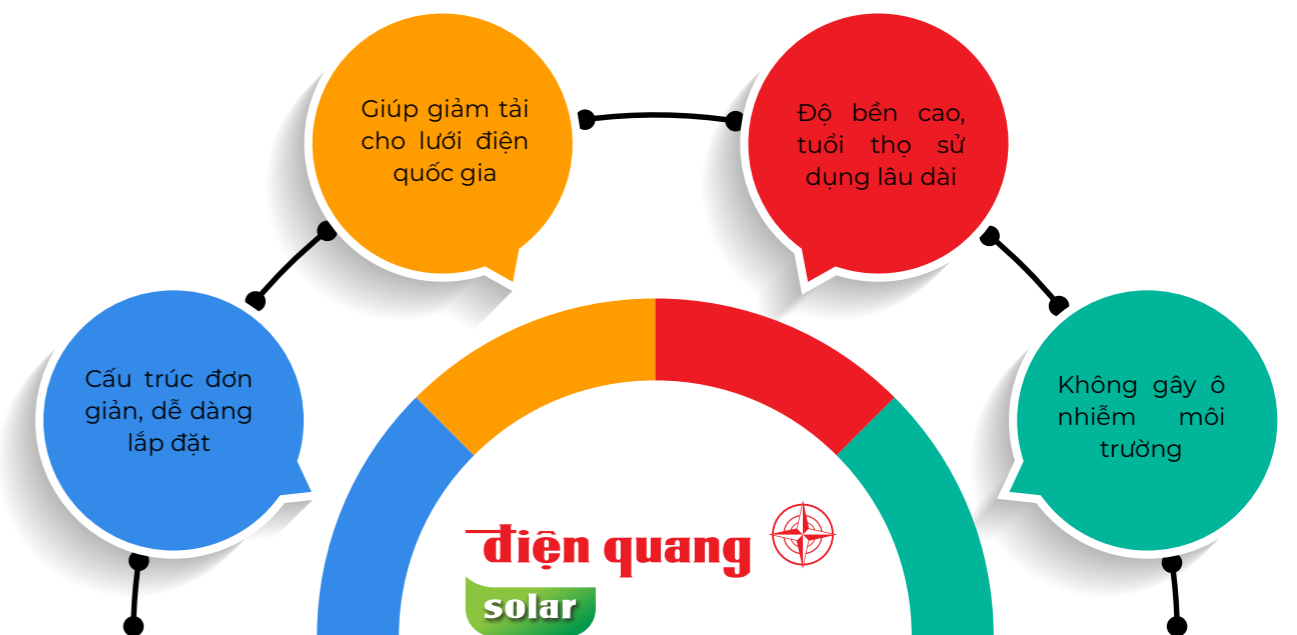 Giúp giảm tải
cho lưới điện
quốc gia
Độ bền cao,
tuổi thọ sử
dụng lâu dài
Cấu trúc đơn
giản, dễ dàng
lắp đặt
Không gây ô
nhiễm môi
trường
điện quang
solar